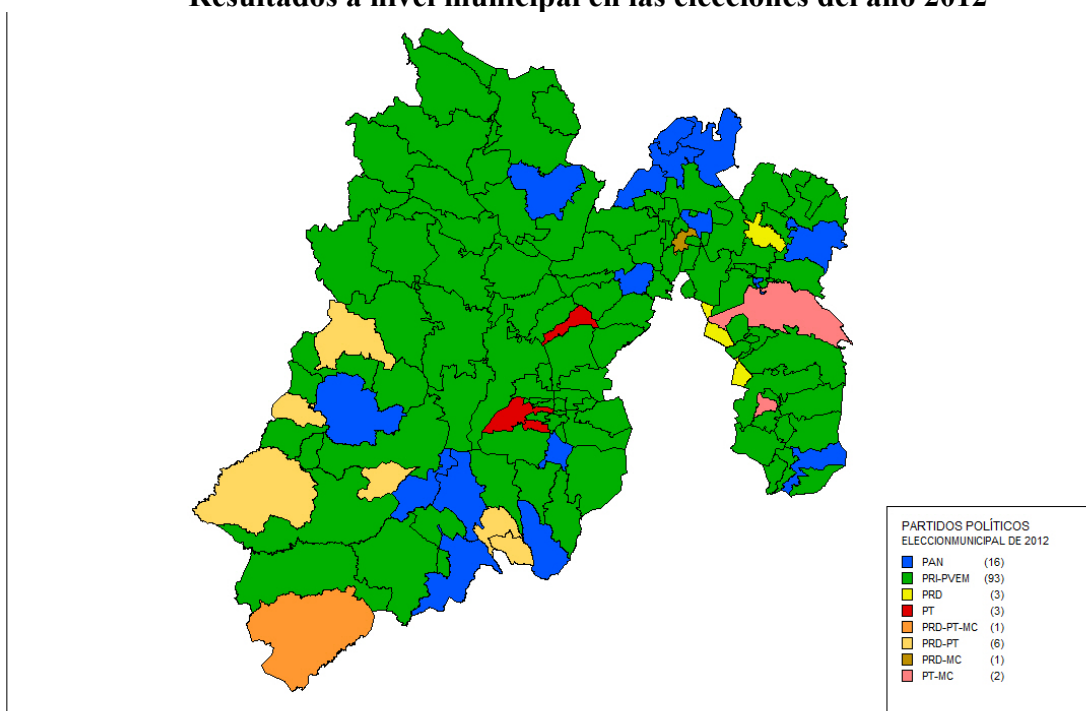 Resultados a nivel municipal en las elecciones del año 2012
PARTIDOS POLÍTICOS
ELECCIONMUNICIPAL DE 2012
PAN (16)
PRI-PVEM (93)
PRD (3)
PT (3)
PRD-PT-MC (1)
PRD-PT (6)
PRD-MC (1)
PT-MC (2)